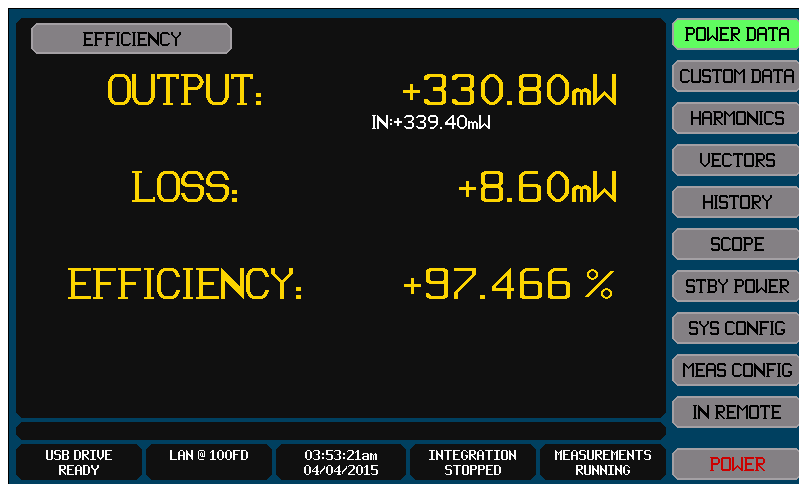 EFFICIENCY
OUTPUT: +330.80mW
IN:+339.40mW
LOSS: +8.60mW
EFFICIENCY: +97.466 %
POWER DATA
CUSTOM DATA
HARMONICS
VECTORS
HISTORY
SCOPE
STBY POWER
SYS CONFIG
MEAS CONFIG
IN REMOTE
POWER
USB DRIVE
READY
LAN @ 100FD
03:53:21am
04/04/2015
INTEGRATION
STOPPED
MEASUREMENTS
RUNNING